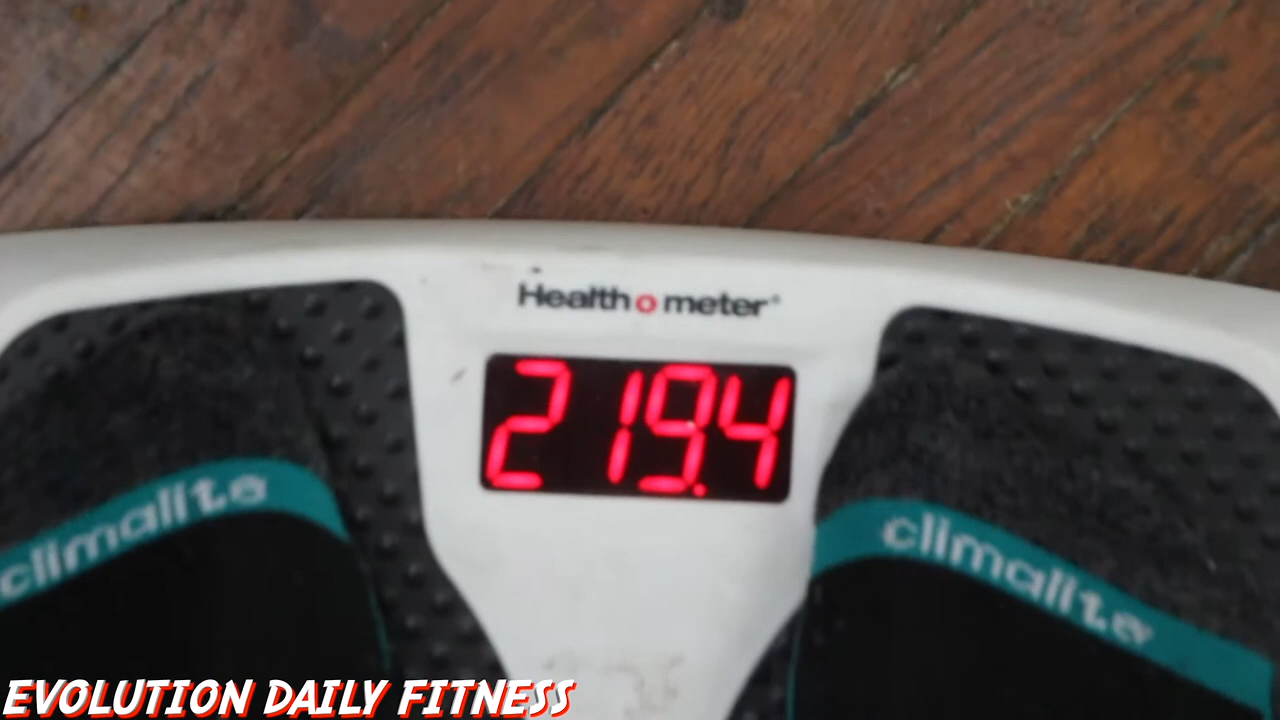 Health o meter
219.4
climalite
climalite
EVOLUTION DAILY FITNESS